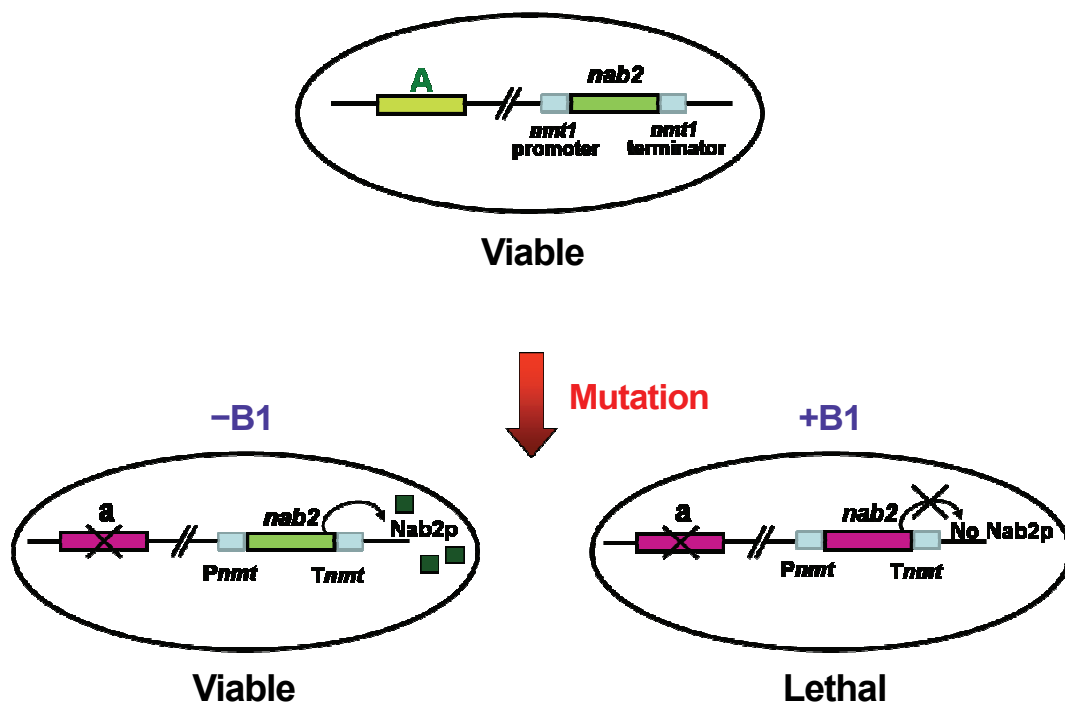 A
nab2
nmt1 nmt1
promoter terminator
Viable
Mutation
−B1 +B1
a nab2 Nab2p
Pnmt Tnmt
a nab2 No Nab2p
Pnmt Tnmt
Viable Lethal